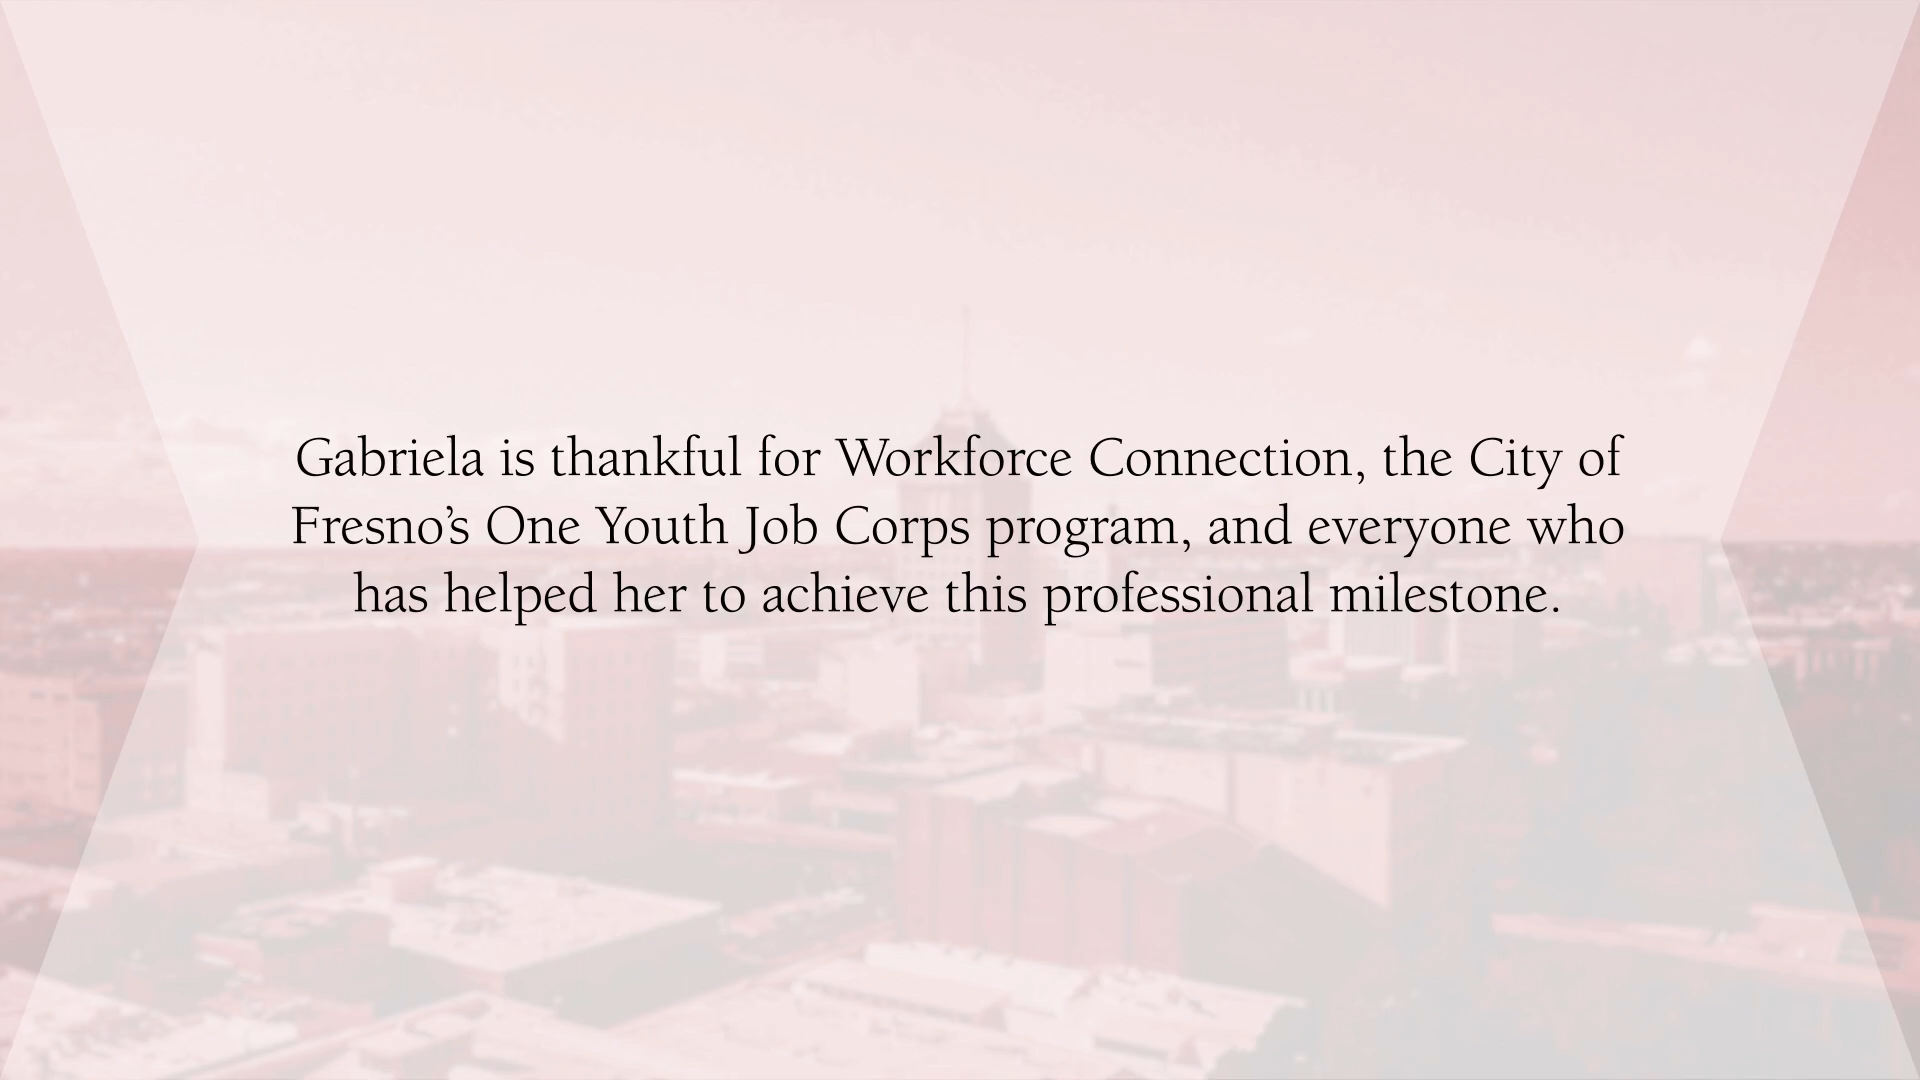 Gabriela is thankful for Workforce Connection, the City of
Fresno’s One Youth Job Corps program, and everyone who
has helped her to achieve this professional milestone.